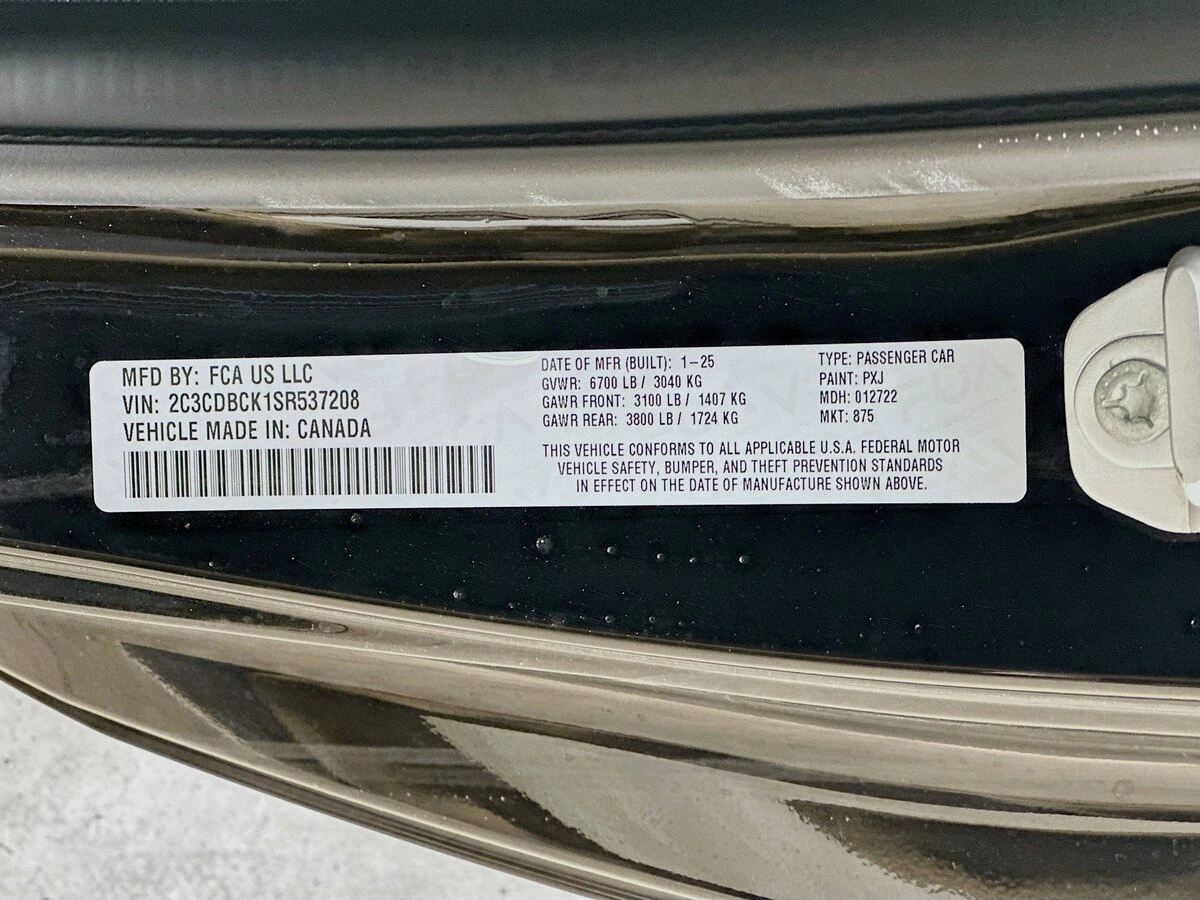 MFD BY: FCA US LLC
VIN: 2C3CDBCK1SR537208
VEHICLE MADE IN: CANADA
DATE OF MFR (BUILT): 1-25
GVWR: 6700 LB / 3040 KG
GAWR FRONT: 3100 LB / 1407 KG
GAWR REAR: 3800 LB / 1724 KG
TYPE: PASSENGER CAR
PAINT: PXJ
MDH: 012722
MKT: 875
THIS VEHICLE CONFORMS TO ALL APPLICABLE U.S.A. FEDERAL MOTOR
VEHICLE SAFETY, BUMPER, AND THEFT PREVENTION STANDARDS
IN EFFECT ON THE DATE OF MANUFACTURE SHOWN ABOVE.